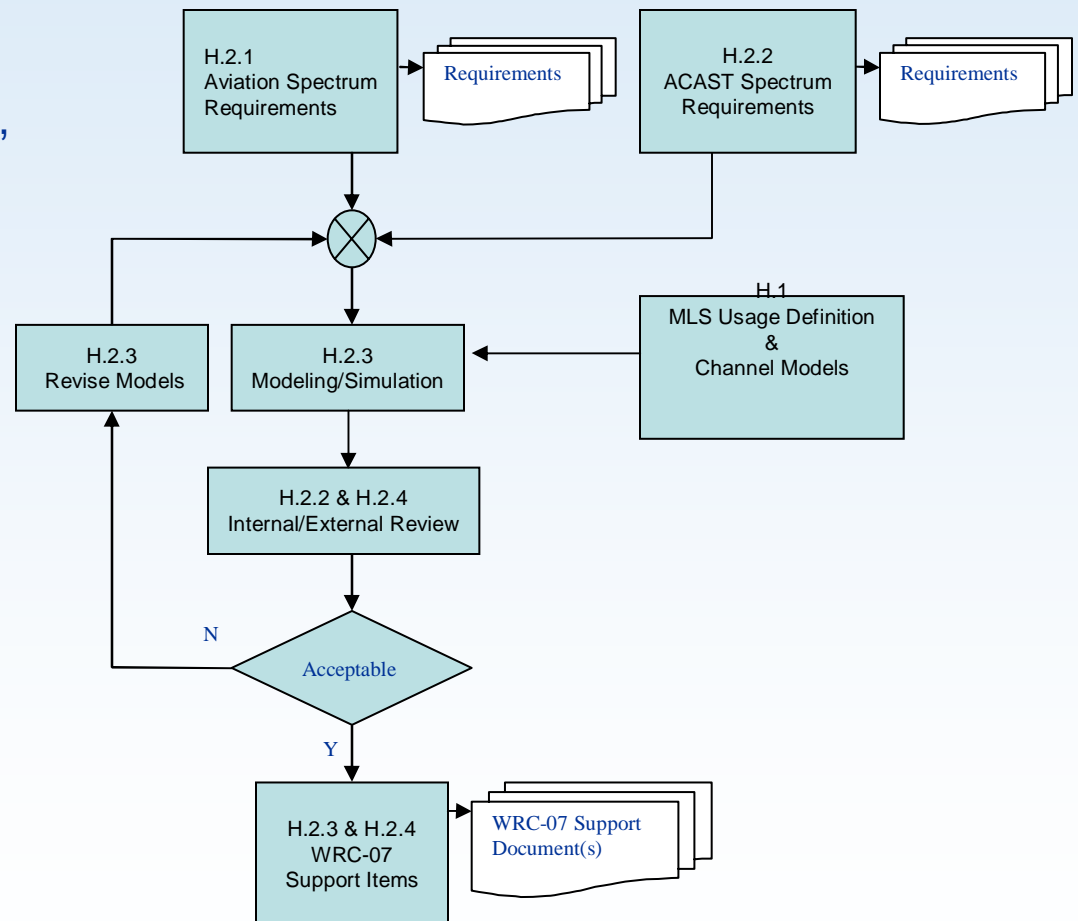 H.2.1
Aviation Spectrum
Requirements
Requirements
H.2.2
ACAST Spectrum
Requirements
Requirements
,
H.2.3
Revise Models
H.2.3
Modeling/Simulation
H.1
MLS Usage Definition
&
Channel Models
H.2.2 & H.2.4
Internal/External Review
N
Acceptable
Y
H.2.3 & H.2.4
WRC-07
Support Items
WRC-07 Support
Document(s)